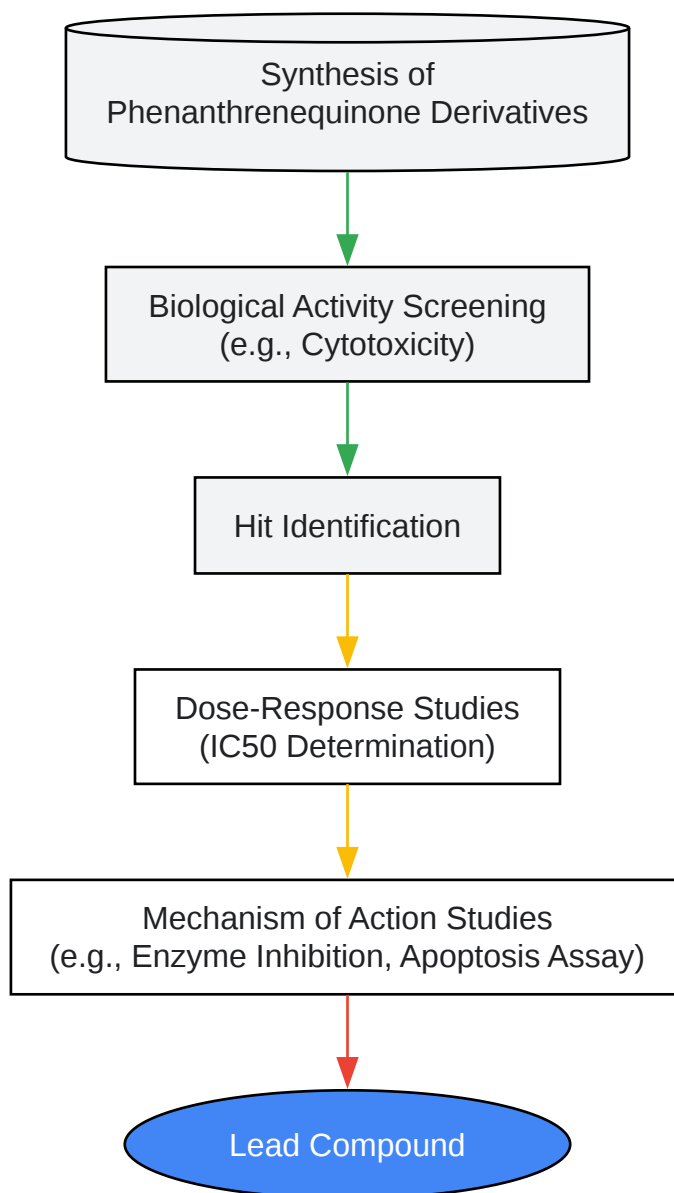 Synthesis of
Phenanthrenequinone Derivatives
Biological Activity Screening
(e.g., Cytotoxicity)
Hit Identification
Dose-Response Studies
(IC50 Determination)
Mechanism of Action Studies
(e.g., Enzyme Inhibition, Apoptosis Assay)
Lead Compound